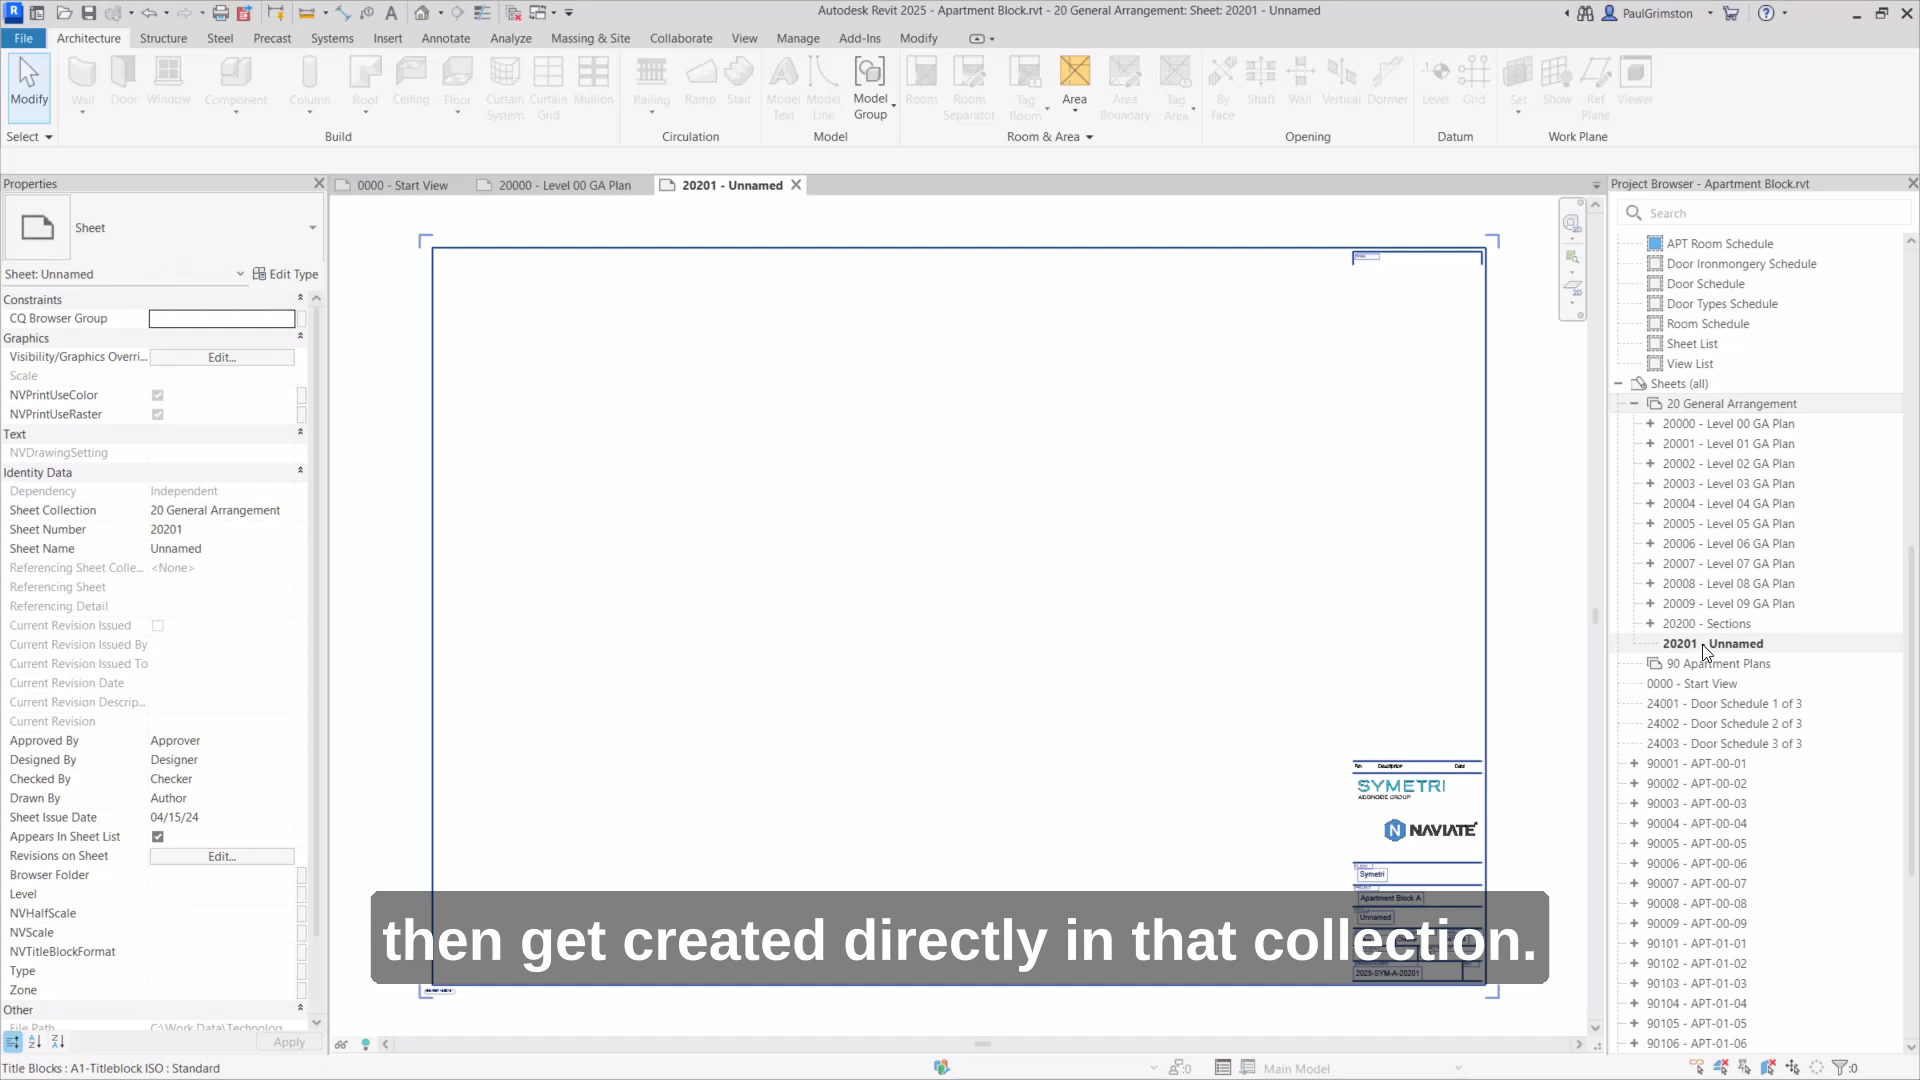 Autodesk Revit 2025 - Apartment Block.rvt - 20 General Arrangement: Sheet: 20201 - Unnamed
PaulGrimston
File Architecture Structure Steel Precast Systems Insert Annotate Analyze Massing & Site Collaborate View Manage Add-Ins Modify
Modify Wall Door Window Component Column Roof Ceiling Floor Curtain System Curtain Grid Mullion Railing Ramp Stair Model Text Model Line Model Group Room Room Separator Tag Room Area Area Boundary Tag Area By Face Shaft Wall Vertical Dormer Level Grid Set Show Ref Plane Viewer
Select Build Circulation Model Room & Area Opening Datum Work Plane
Properties
0000 - Start View
20000 - Level 00 GA Plan
20201 - Unnamed
Project Browser - Apartment Block.rvt
Sheet
Sheet: Unnamed
Edit Type
Constraints
CQ Browser Group
Graphics
Visibility/Graphics Overri... Edit...
Scale
NVPrintUseColor
NVPrintUseRaster
Text
NVDrawingSetting
Identity Data
Dependency Independent
Sheet Collection 20 General Arrangement
Sheet Number 20201
Sheet Name Unnamed
Referencing Sheet Colle... <None>
Referencing Sheet
Referencing Detail
Current Revision Issued
Current Revision Issued By
Current Revision Issued To
Current Revision Date
Current Revision Descrip...
Current Revision
Approved By Approver
Designed By Designer
Checked By Checker
Drawn By Author
Sheet Issue Date 04/15/24
Appears In Sheet List
Revisions on Sheet Edit...
Browser Folder
Level
NVHalfScale
NVScale
NVTitleBlockFormat
Type
Zone
Other
File Path C:\Work Data\Technolog
Apply
Rev Description Date
SYMETRI
ADDNODE GROUP
NAVIATE
Symetri
Apartment Block A
Unnamed
2025-SYM-A-20201
then get created directly in that collection.
Search
APT Room Schedule
Door Ironmongery Schedule
Door Schedule
Door Types Schedule
Room Schedule
Sheet List
View List
Sheets (all)
20 General Arrangement
20000 - Level 00 GA Plan
20001 - Level 01 GA Plan
20002 - Level 02 GA Plan
20003 - Level 03 GA Plan
20004 - Level 04 GA Plan
20005 - Level 05 GA Plan
20006 - Level 06 GA Plan
20007 - Level 07 GA Plan
20008 - Level 08 GA Plan
20009 - Level 09 GA Plan
20200 - Sections
20201 - Unnamed
90 Apartment Plans
0000 - Start View
24001 - Door Schedule 1 of 3
24002 - Door Schedule 2 of 3
24003 - Door Schedule 3 of 3
90001 - APT-00-01
90002 - APT-00-02
90003 - APT-00-03
90004 - APT-00-04
90005 - APT-00-05
90006 - APT-00-06
90007 - APT-00-07
90008 - APT-00-08
90009 - APT-00-09
90101 - APT-01-01
90102 - APT-01-02
90103 - APT-01-03
90104 - APT-01-04
90105 - APT-01-05
90106 - APT-01-06
Title Blocks : A1-Titleblock ISO : Standard
:0
Main Model
:0